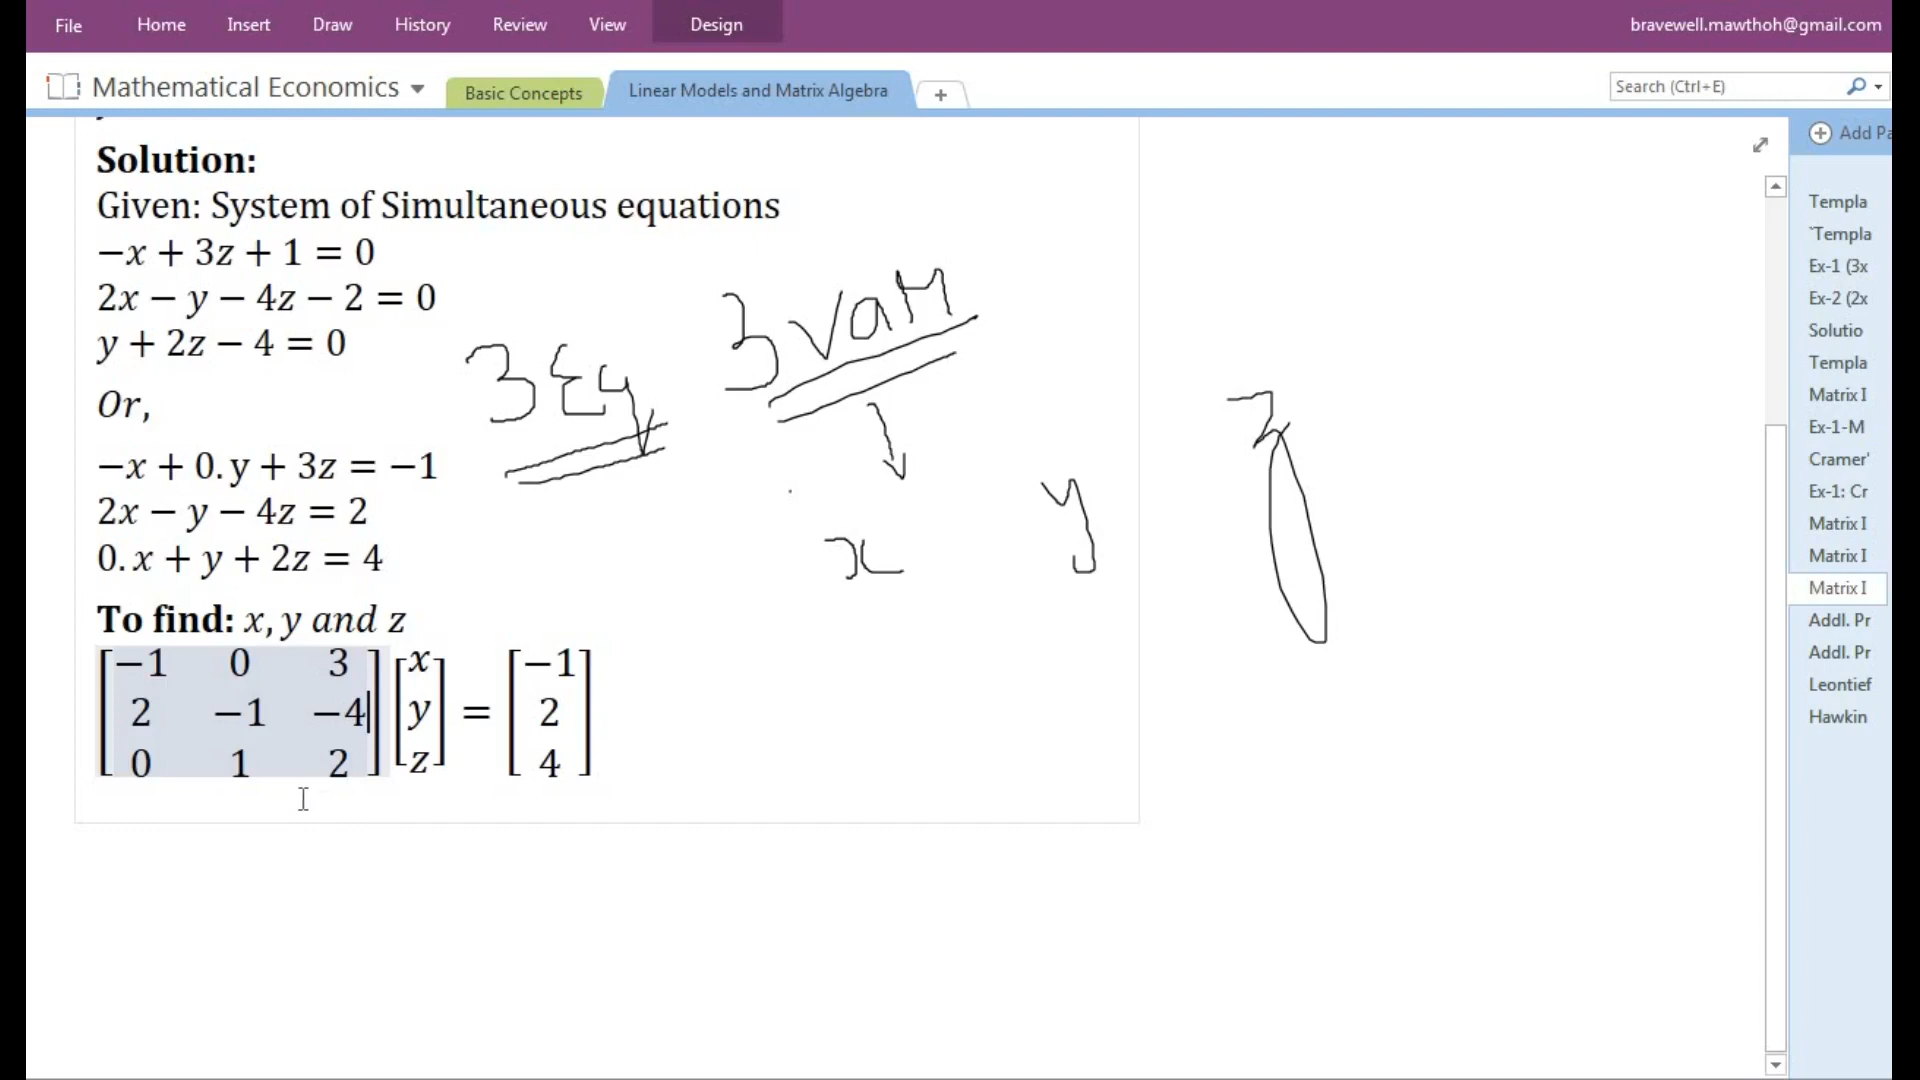 File Home Insert Draw History Review View Design bravewell.mawthoh@gmail.com
Mathematical Economics Basic Concepts Linear Models and Matrix Algebra + Search (Ctrl+E)
Add Pa
Solution:
Given: System of Simultaneous equations
−x + 3z + 1 = 0
2x − y − 4z − 2 = 0
y + 2z − 4 = 0
Or,
−x + 0.y + 3z = −1
2x − y − 4z = 2
0.x + y + 2z = 4
To find: x, y and z
[−1 0 3] [x] [−1]
[2 −1 −4] [y] = [2]
[0 1 2] [z] [4]
3 Eq
3 var
x y z
Templa
`Templa
Ex-1 (3x
Ex-2 (2x
Solutio
Templa
Matrix I
Ex-1-M
Cramer'
Ex-1: Cr
Matrix I
Matrix I
Matrix I
Addl. Pr
Addl. Pr
Leontief
Hawkin